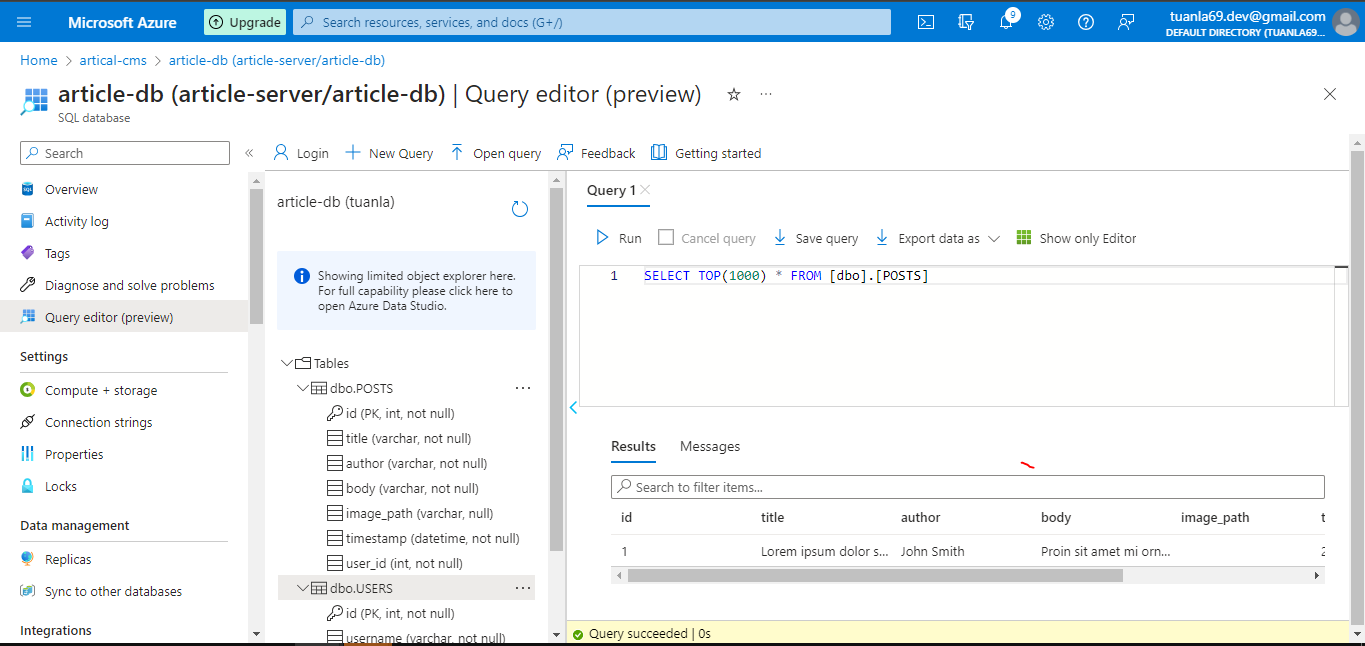 Microsoft Azure
Upgrade
Search resources, services, and docs (G+/)
9
tuanla69.dev@gmail.com
DEFAULT DIRECTORY (TUANLA69...
Home > artical-cms > article-db (article-server/article-db)
article-db (article-server/article-db) | Query editor (preview)
SQL database
Search
Login
New Query
Open query
Feedback
Getting started
Overview
Activity log
Tags
Diagnose and solve problems
Query editor (preview)
Settings
Compute + storage
Connection strings
Properties
Locks
Data management
Replicas
Sync to other databases
Integrations
article-db (tuanla)
Showing limited object explorer here.
For full capability please click here to
open Azure Data Studio.
Tables
dbo.POSTS
id (PK, int, not null)
title (varchar, not null)
author (varchar, not null)
body (varchar, not null)
image_path (varchar, null)
timestamp (datetime, not null)
user_id (int, not null)
dbo.USERS
id (PK, int, not null)
username (varchar, not null)
Query 1
Run
Cancel query
Save query
Export data as
Show only Editor
1 SELECT TOP(1000) * FROM [dbo].[POSTS]
Results Messages
Search to filter items...
id title author body image_path t
1 Lorem ipsum dolor s... John Smith Proin sit amet mi orn... 2
Query succeeded | 0s